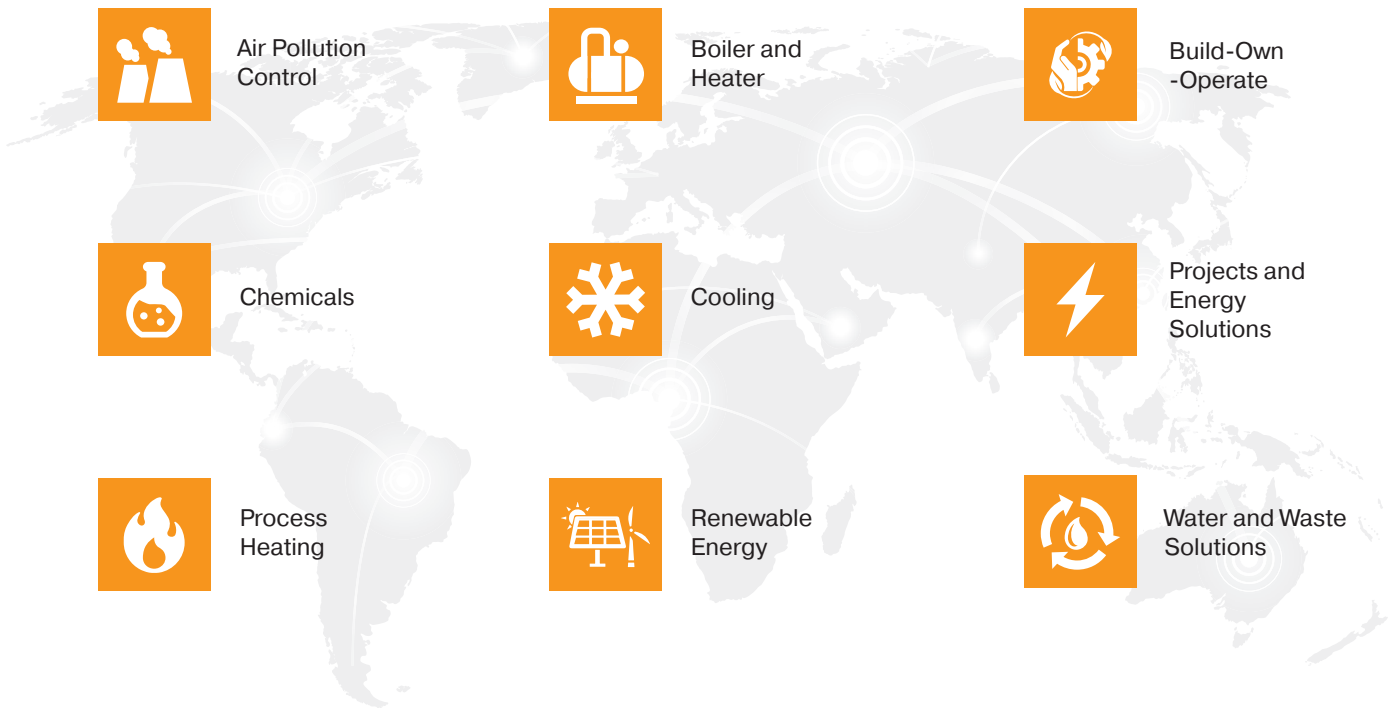 Air Pollution
Control
Boiler and
Heater
Build-Own
-Operate
Chemicals
Cooling
Projects and
Energy
Solutions
Process
Heating
Renewable
Energy
Water and Waste
Solutions